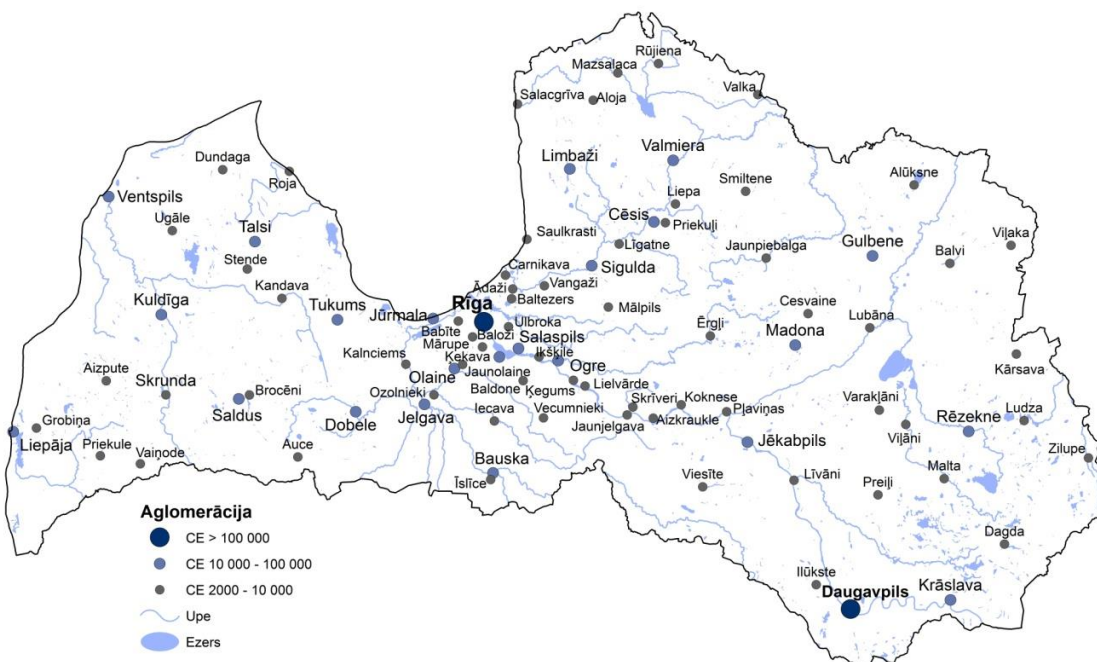 Rūjiena
Mazsalaca
Valka
Salacgrīva
Aloja
Dundaga
Limbaži
Valmiera
Roja
Alūksne
Ventspils
Liepa
Smiltene
Ugāle
Talsi
Cēsis
Priekuļi
Saulkrasti
Līgatne
Jaunpiebalga
Gulbene
Balvi
Viļaka
Stende
Carnikava
Sigulda
Kandava
Ādaži
Vangaži
Baltezers
Kuldīga
Tukums
Jūrmala
Rīga
Mālpils
Cesvaine
Lubāna
Babīte
Ulbroka
Ērgļi
Madona
Mārupe
Baloži
Salaspils
Kalnciems
Ķekava
Ikšķile
Ogre
Kārsava
Aizpute
Skrunda
Brocēni
Olaine
Jaunolaine
Ozolnieki
Baldone
Ķegums
Lielvārde
Saldus
Dobele
Jelgava
Iecava
Vecumnieki
Skrīveri
Koknese
Pļaviņas
Varakļāni
Rēzekne
Ludza
Grobiņa
Jaunjelgava
Aizkraukle
Liepāja
Priekule
Vaiņode
Auce
Jēkabpils
Viļāni
Zilupe
Bauska
Īslīce
Viesīte
Līvāni
Preiļi
Malta
Dagda
Ilūkste
Daugavpils
Krāslava
Aglomerācija
CE > 100 000
CE 10 000 - 100 000
CE 2000 - 10 000
Upe
Ezers